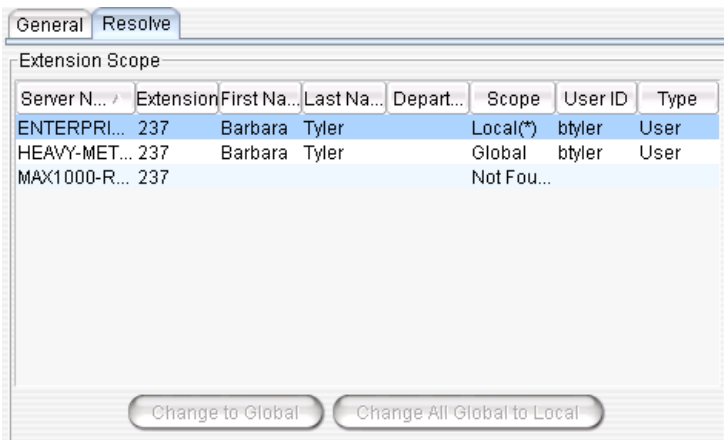 General Resolve
Extension Scope
Server N... Extension First Na... Last Na... Depart... Scope User ID Type
ENTERPRI... 237 Barbara Tyler Local(*) btyler User
HEAVY-MET... 237 Barbara Tyler Global btyler User
MAX1000-R... 237 Not Fou...
Change to Global Change All Global to Local